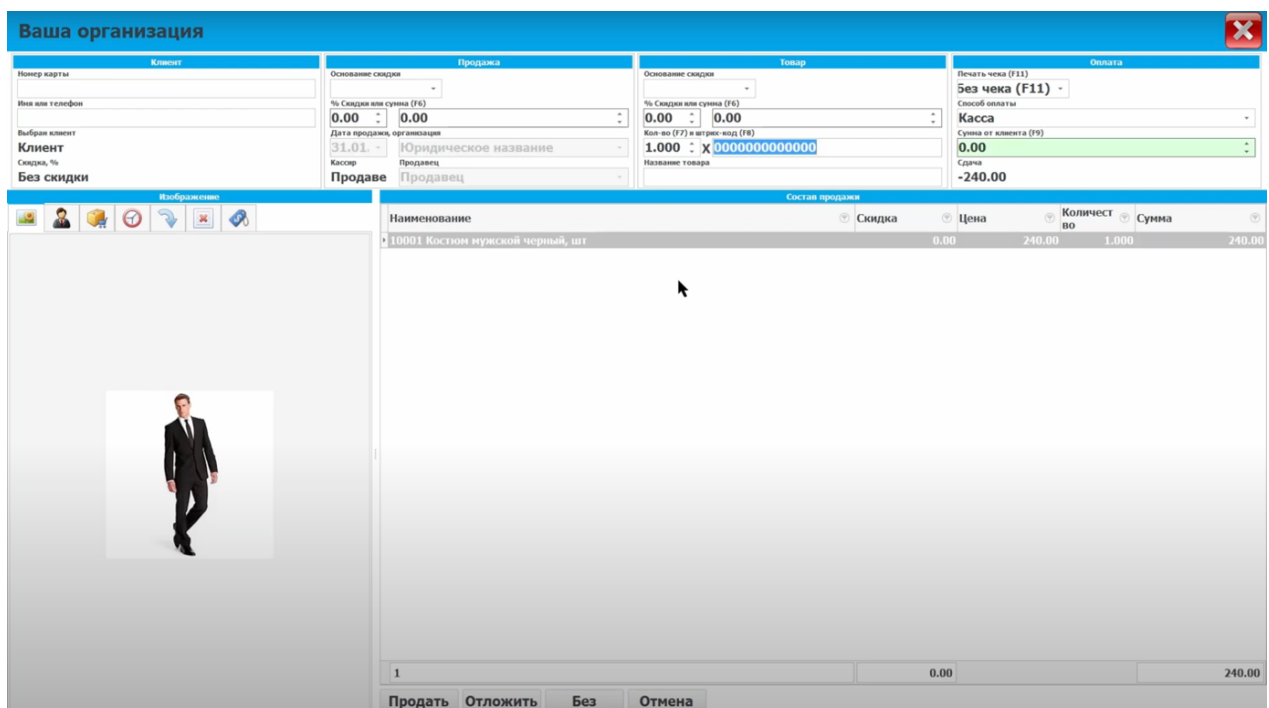 Ваша организация
Клиент
Номер карты
Имя или телефон
Выбран клиент
Клиент
Скидка, %
Без скидки
Продажа
Основание скидки
% Скидки или сумма (F6)
0.00 0.00
Дата продажи, организация
31.01. Юридическое название
Кассир Продавец
Продаве Продавец
Товар
Основание скидки
% Скидки или сумма (F6)
0.00 0.00
Кол-во (F7) и штрих-код (F8)
1.000 X 0000000000000
Название товара
Оплата
Печать чека (F11)
Без чека (F11)
Способ оплаты
Касса
Сумма от клиента (F9)
0.00
Сдача
-240.00
Изображение
Состав продажи
Наименование Скидка Цена Количест Сумма
во
10001 Костюм мужской черный, шт 0.00 240.00 1.000 240.00
1 0.00 240.00
Продать Отложить Без Отмена